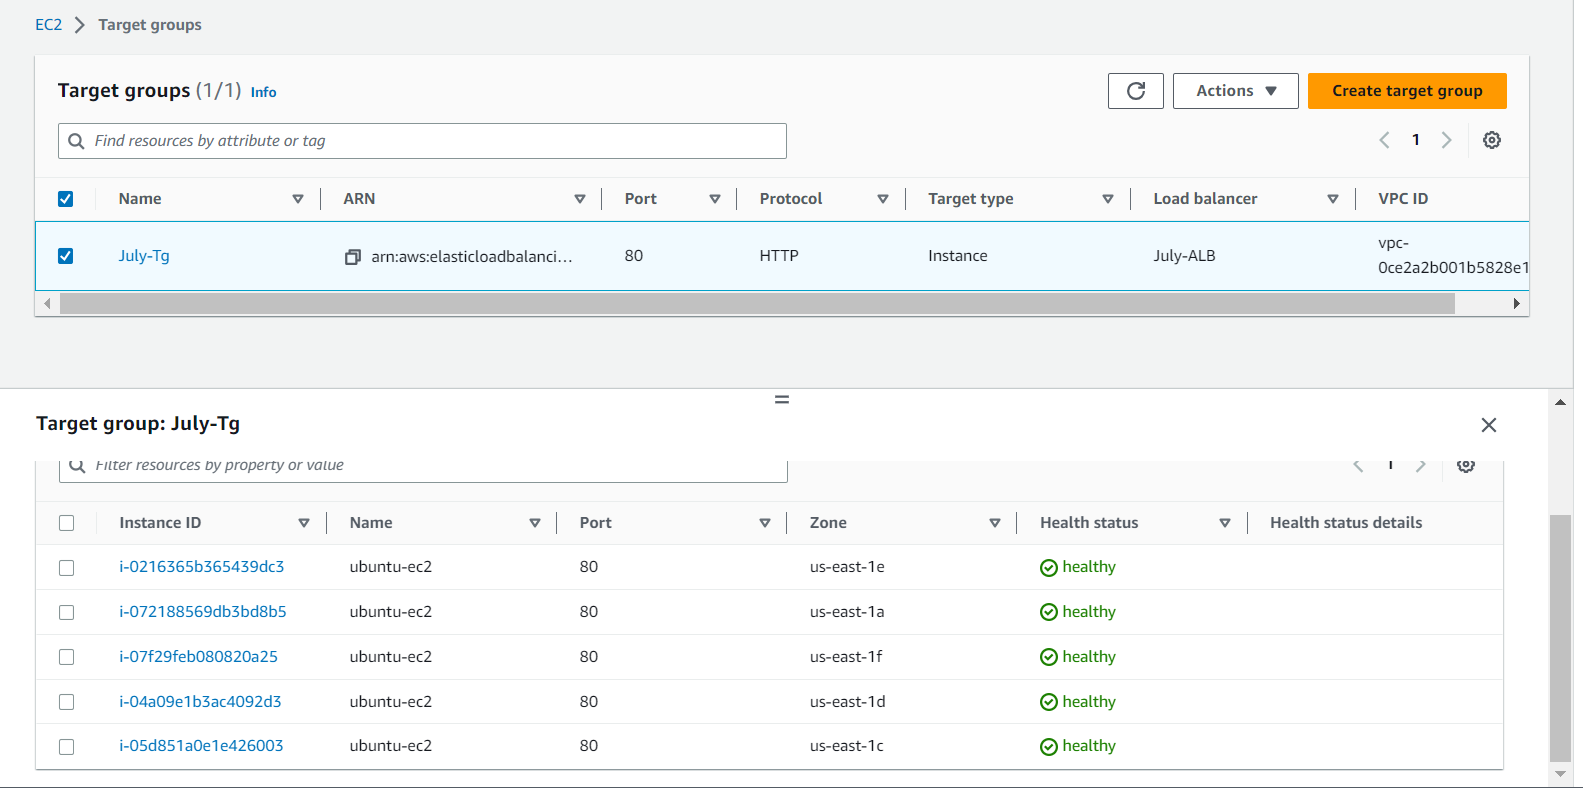 EC2 > Target groups
Target groups (1/1) Info
Actions
Create target group
Find resources by attribute or tag
1
Name ARN Port Protocol Target type Load balancer VPC ID
July-Tg arn:aws:elasticloadbalanci... 80 HTTP Instance July-ALB vpc-
0ce2a2b001b5828e1
Target group: July-Tg
Filter resources by property or value
1
Instance ID Name Port Zone Health status Health status details
i-0216365b365439dc3 ubuntu-ec2 80 us-east-1e healthy
i-072188569db3bd8b5 ubuntu-ec2 80 us-east-1a healthy
i-07f29feb080820a25 ubuntu-ec2 80 us-east-1f healthy
i-04a09e1b3ac4092d3 ubuntu-ec2 80 us-east-1d healthy
i-05d851a0e1e426003 ubuntu-ec2 80 us-east-1c healthy